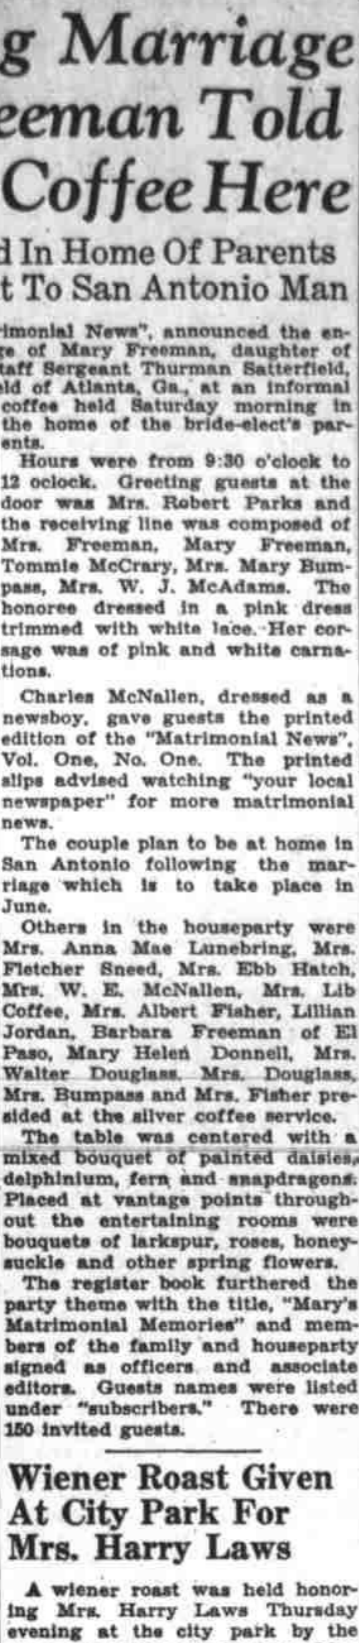 g Marriage
eeman Told
Coffee Here
d In Home Of Parents
t To San Antonio Man
rimonial News", announced the en-
ge of Mary Freeman, daughter of
taff Sergeant Thurman Satterfield,
eld of Atlanta, Ga., at an informal
coffee held Saturday morning in
the home of the bride-elect's par-
ents.
Hours were from 9:30 o'clock to
12 oclock. Greeting guests at the
door was Mrs. Robert Parks and
the receiving line was composed of
Mrs. Freeman, Mary Freeman,
Tommie McCrary, Mrs. Mary Bum-
pass, Mrs. W. J. McAdams. The
honoree dressed in a pink dress
trimmed with white lace. Her cor-
sage was of pink and white carna-
tions.
Charles McNallen, dressed as a
newsboy, gave guests the printed
edition of the "Matrimonial News",
Vol. One, No. One. The printed
slips advised watching "your local
newspaper" for more matrimonial
news.
The couple plan to be at home in
San Antonio following the mar-
riage which is to take place in
June.
Others in the houseparty were
Mrs. Anna Mae Lunebring, Mrs.
Fletcher Sneed, Mrs. Ebb Hatch,
Mrs. W. E. McNallen, Mrs. Lib
Coffee, Mrs. Albert Fisher, Lillian
Jordan, Barbara Freeman of El
Paso, Mary Helen Donnell, Mrs.
Walter Douglass. Mrs. Douglass,
Mrs. Bumpass and Mrs. Fisher pre-
sided at the silver coffee service.
The table was centered with a
mixed bouquet of painted daisies,
delphinium, fern and snapdragons.
Placed at vantage points through-
out the entertaining rooms were
bouquets of larkspur, roses, honey-
suckle and other spring flowers.
The register book furthered the
party theme with the title, "Mary's
Matrimonial Memories" and mem-
bers of the family and houseparty
signed as officers and associate
editors. Guests names were listed
under "subscribers." There were
150 invited guests.
Wiener Roast Given
At City Park For
Mrs. Harry Laws
A wiener roast was held honor-
ing Mrs. Harry Laws Thursday
evening at the city park by the